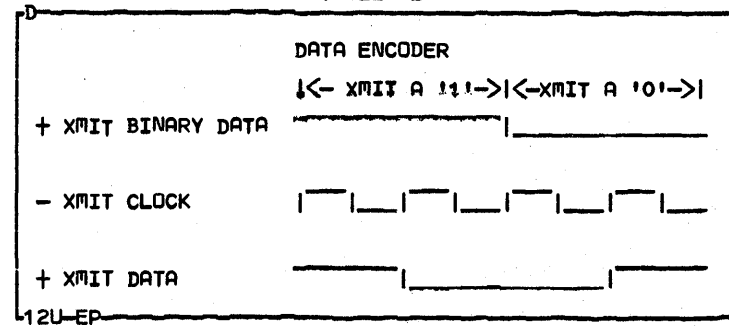 D
DATA ENCODER
|<- XMIT A '1'->|<-XMIT A '0'->|
+ XMIT BINARY DATA
- XMIT CLOCK
+ XMIT DATA
12U-EP